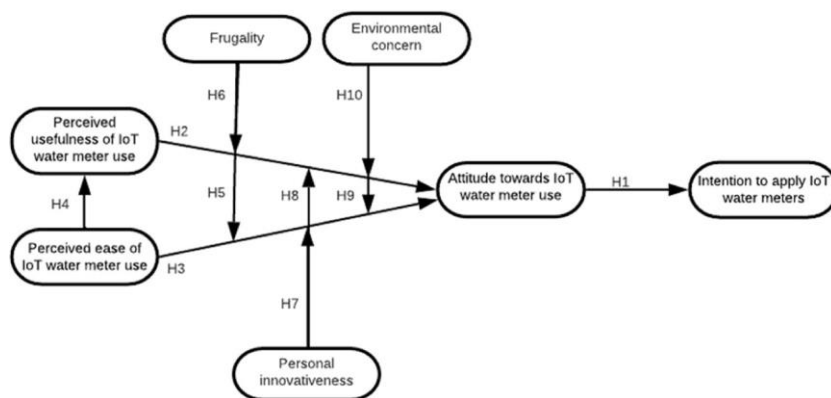 Frugality
Environmental
concern
H6
H10
Perceived
usefulness of IoT
water meter use
H2
H5
H8
H9
Attitude towards IoT
water meter use
H1
Intention to apply IoT
water meters
H4
Perceived ease of
IoT water meter use
H3
H7
Personal
innovativeness